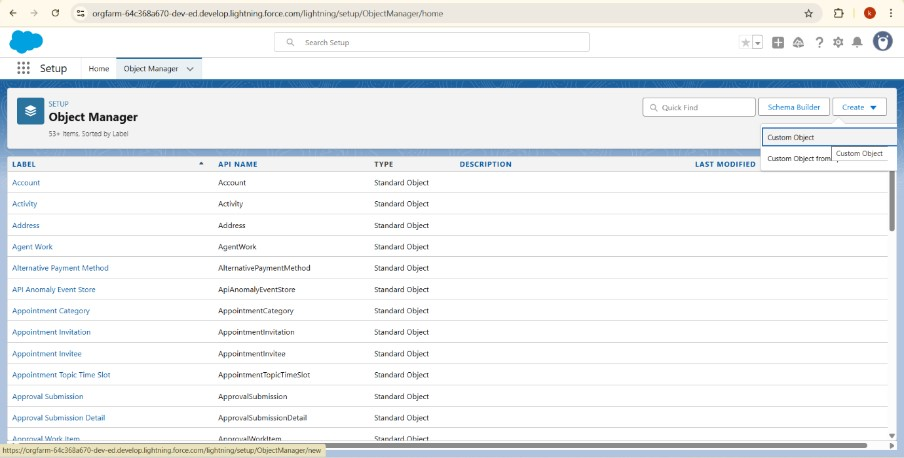 orgfarm-64c368a670-dev-ed.develop.lightning.force.com/lightning/setup/ObjectManager/home
k
Search Setup
Setup Home Object Manager
SETUP
Object Manager
53+ Items, Sorted by Label
Quick Find
Schema Builder
Create
Custom Object
Custom Object from
Custom Object
LABEL API NAME TYPE DESCRIPTION LAST MODIFIED
Account Account Standard Object
Activity Activity Standard Object
Address Address Standard Object
Agent Work AgentWork Standard Object
Alternative Payment Method AlternativePaymentMethod Standard Object
API Anomaly Event Store ApiAnomalyEventStore Standard Object
Appointment Category AppointmentCategory Standard Object
Appointment Invitation AppointmentInvitation Standard Object
Appointment Invitee AppointmentInvitee Standard Object
Appointment Topic Time Slot AppointmentTopicTimeSlot Standard Object
Approval Submission ApprovalSubmission Standard Object
Approval Submission Detail ApprovalSubmissionDetail Standard Object
Approval Work Item ApprovalWorkItem Standard Object
https://orgfarm-64c368a670-dev-ed.develop.lightning.force.com/lightning/setup/ObjectManager/new